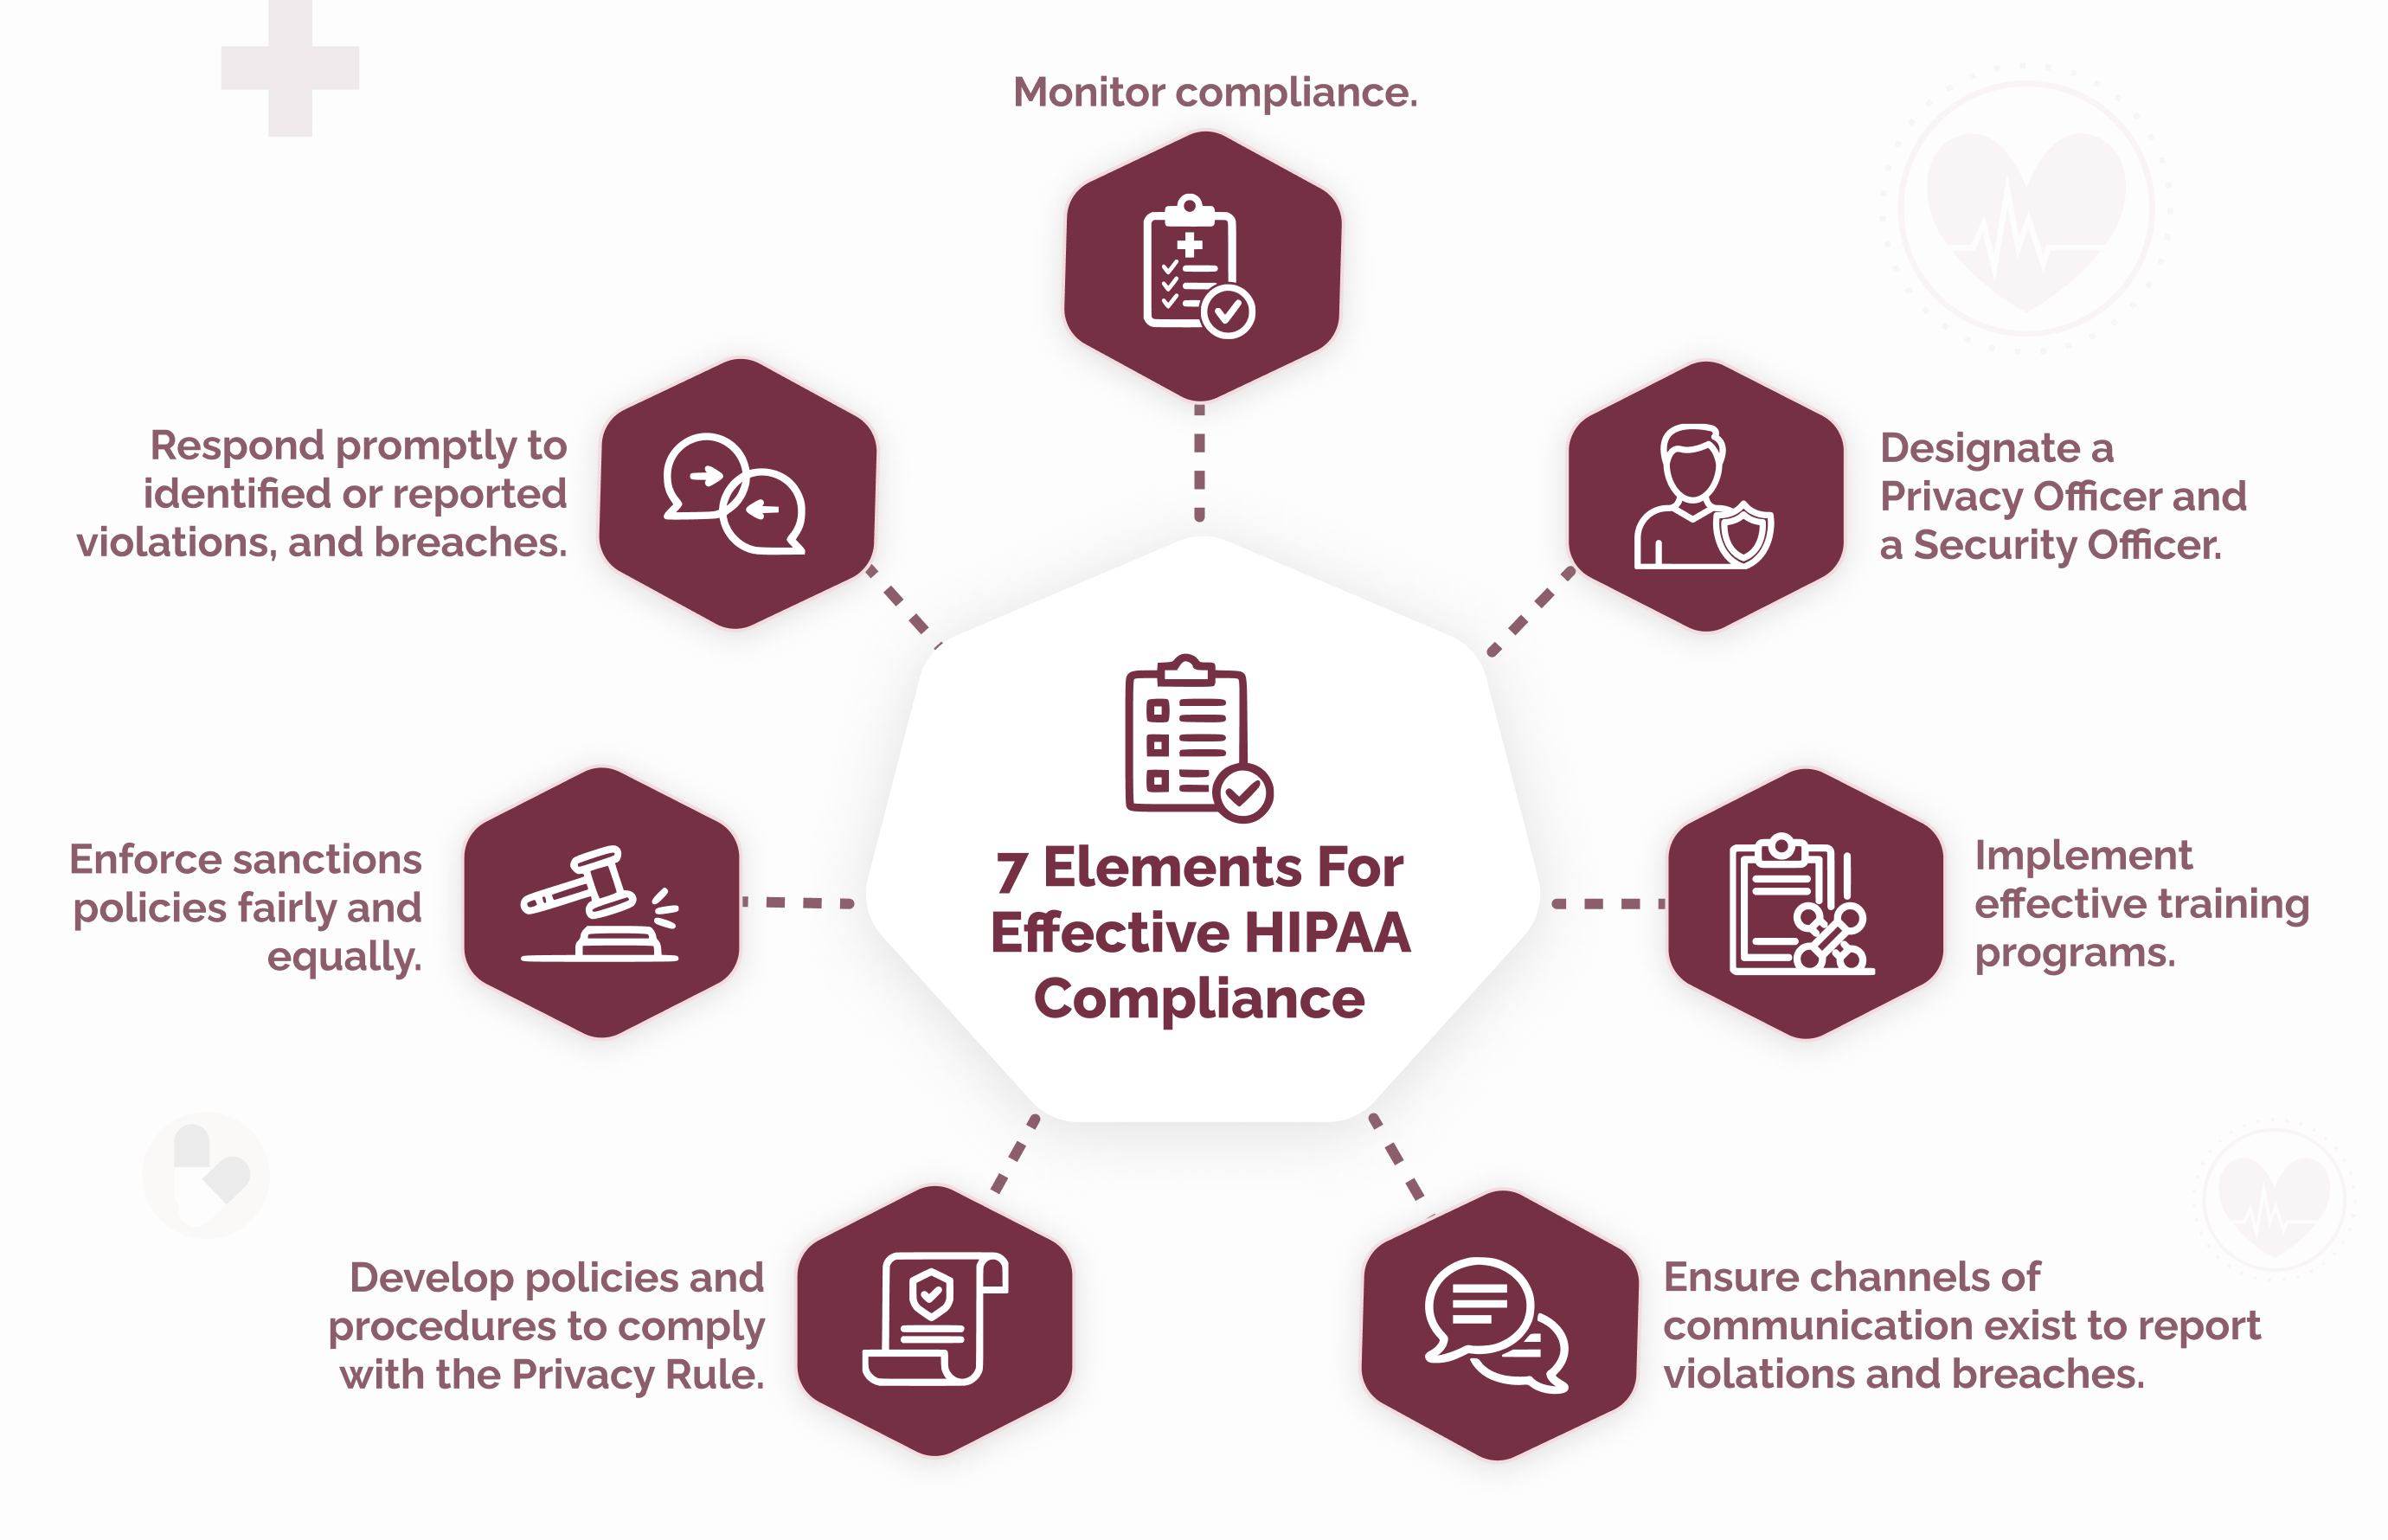 Monitor compliance.
Respond promptly to
identified or reported
violations, and breaches.
Designate a
Privacy Officer and
a Security Officer.
Enforce sanctions
policies fairly and
equally.
7 Elements For
Effective HIPAA
Compliance
Implement
effective training
programs.
Develop policies and
procedures to comply
with the Privacy Rule.
Ensure channels of
communication exist to report
violations and breaches.